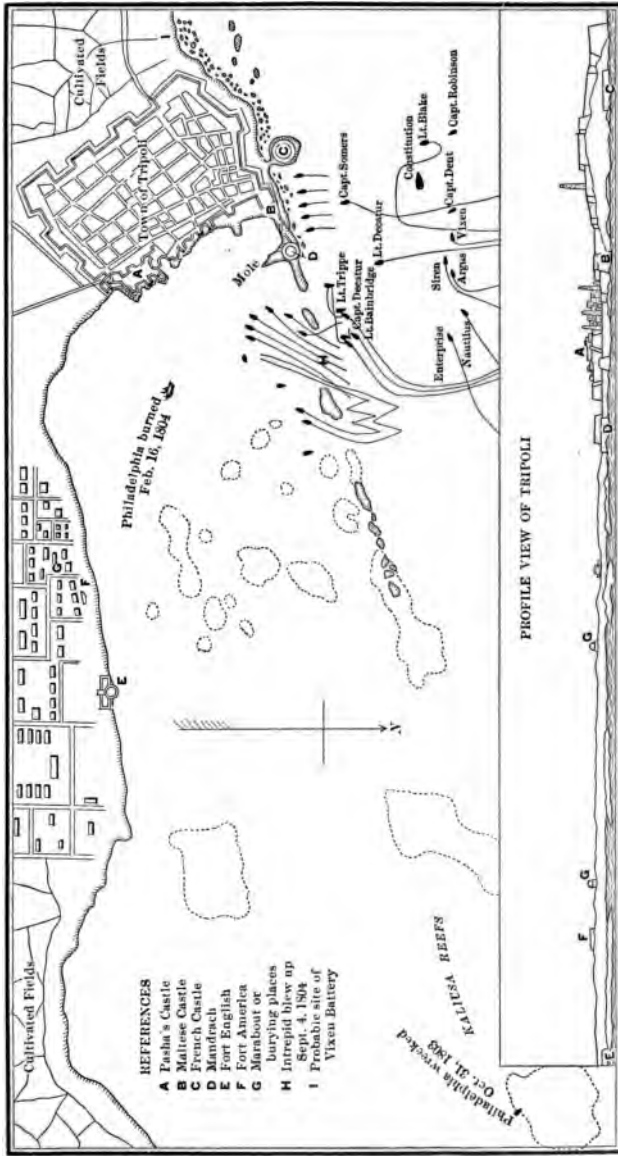 Cultivated
Fields
I
Cultivated Fields
Town of Tripoli
C
B
A
Mole
D
Capt. Somers
Constitution
Lt. Blake
Capt. Robinson
Capt. Dent
Vixen
Lt. Decatur
Siren
Argus
Lt. Trippe
Capt. Decatur
Lt. Bainbridge
Enterprise
Nautilus
H
Philadelphia burned
Feb. 16, 1804
G
F
E
N
Cultivated Fields
REFERENCES
A Pasha's Castle
B Maltese Castle
C French Castle
D Mandrach
E Fort English
F Fort America
G Marabout or
burying places
H Intrepid blew up
Sept. 4, 1804
I Probable site of
Vixen Battery
KALIUSA REEFS
Philadelphia wrecked
Oct. 31, 1803
PROFILE VIEW OF TRIPOLI
E
F
G
G
D
A
B
C